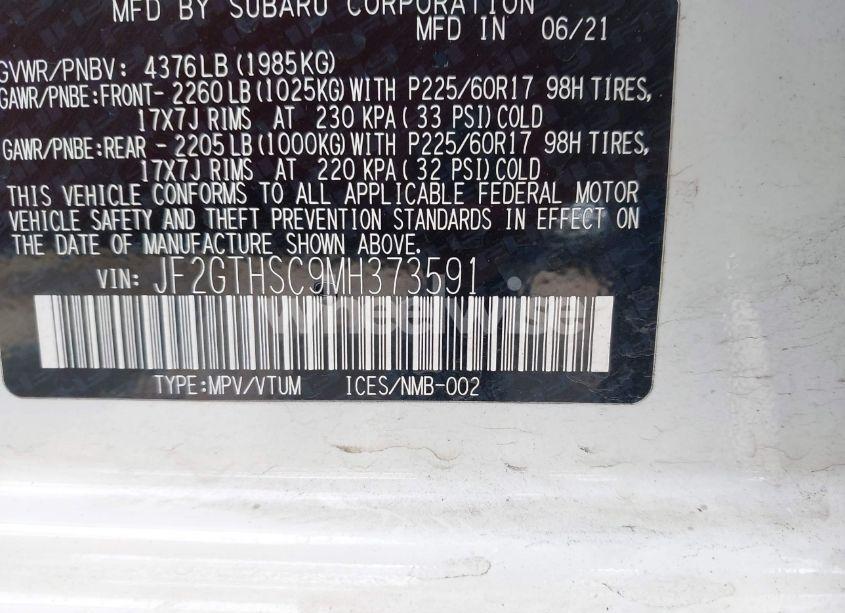 MFD BY SUBARU CORPORATION
MFD IN 06/21
GVWR/PNBV: 4376LB (1985KG)
GAWR/PNBE:FRONT- 2260LB (1025KG) WITH P225/60R17 98H TIRES,
17X7J RIMS AT 230 KPA ( 33 PSI) COLD
GAWR/PNBE:REAR - 2205LB (1000KG) WITH P225/60R17 98H TIRES,
17X7J RIMS AT 220 KPA ( 32 PSI) COLD
THIS VEHICLE CONFORMS TO ALL APPLICABLE FEDERAL MOTOR
VEHICLE SAFETY AND THEFT PREVENTION STANDARDS IN EFFECT ON
THE DATE OF MANUFACTURE SHOWN ABOVE.
VIN: JF2GTHSC9MH373591
wheelwise
TYPE:MPV/VTUM ICES/NMB-002